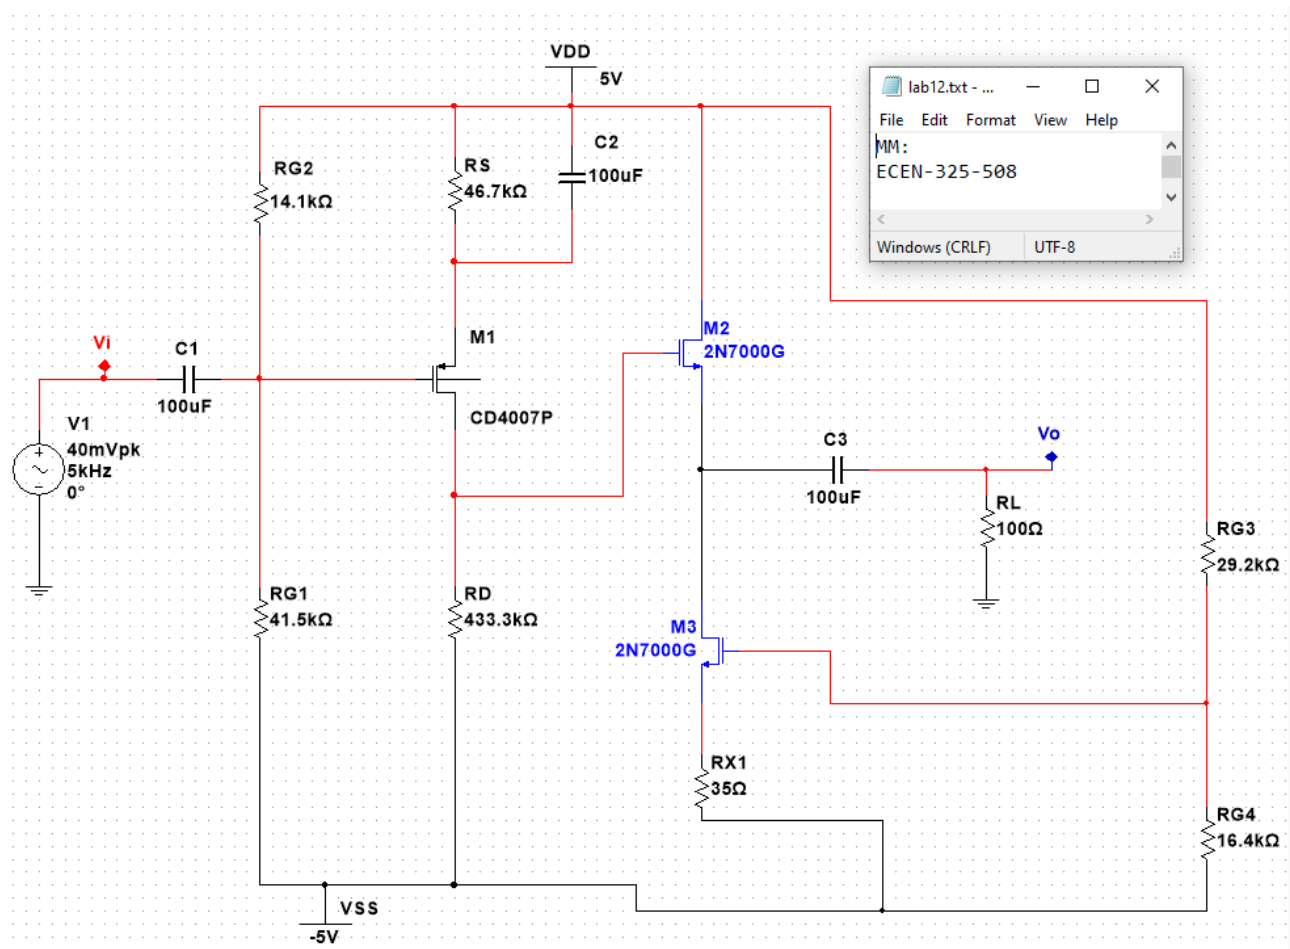 VDD
5V
lab12.txt - ...
File Edit Format View Help
MM:
ECEN-325-508
Windows (CRLF) UTF-8
C2
100uF
RG2
14.1kΩ
RS
46.7kΩ
M1
CD4007P
M2
2N7000G
Vi
C1
100uF
V1
40mVpk
5kHz
0°
+
Vo
C3
100uF
RL
100Ω
RG3
29.2kΩ
RG1
41.5kΩ
RD
433.3kΩ
M3
2N7000G
RX1
35Ω
RG4
16.4kΩ
VSS
-5V